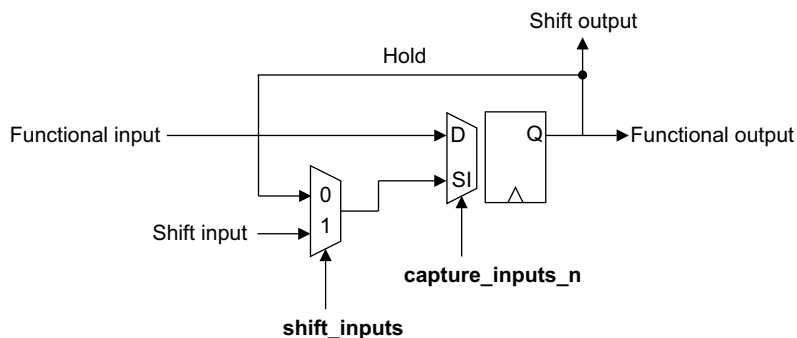 Shift output
Hold
Functional input
D
Q
Functional output
SI
0
Shift input
1
capture_inputs_n
shift_inputs